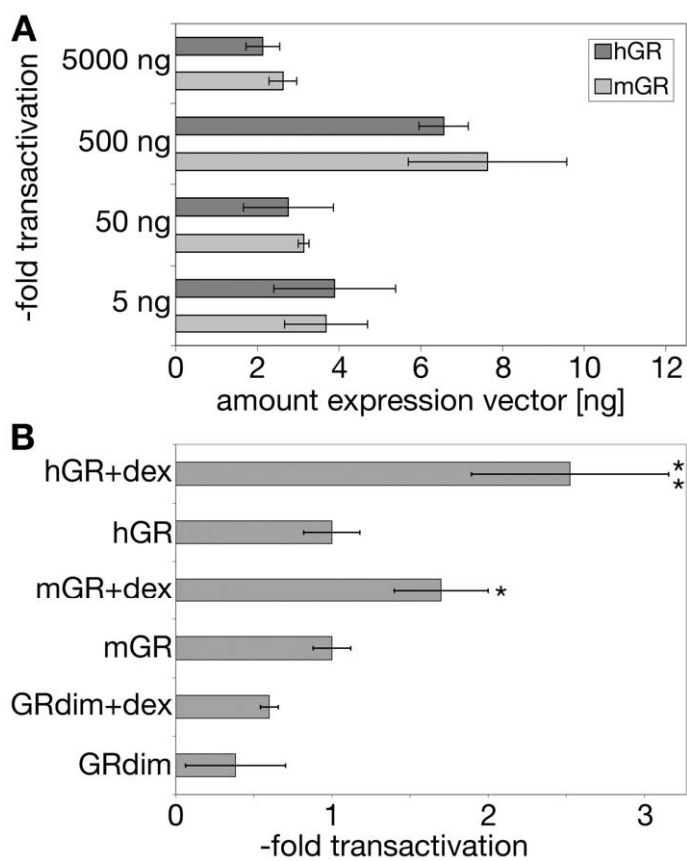 A
-fold transactivation
5000 ng
500 ng
50 ng
5 ng
hGR
mGR
0 2 4 6 8 10 12
amount expression vector [ng]
B
hGR+dex
*
*
hGR
mGR+dex
*
mGR
GRdim+dex
GRdim
0 1 2 3
-fold transactivation